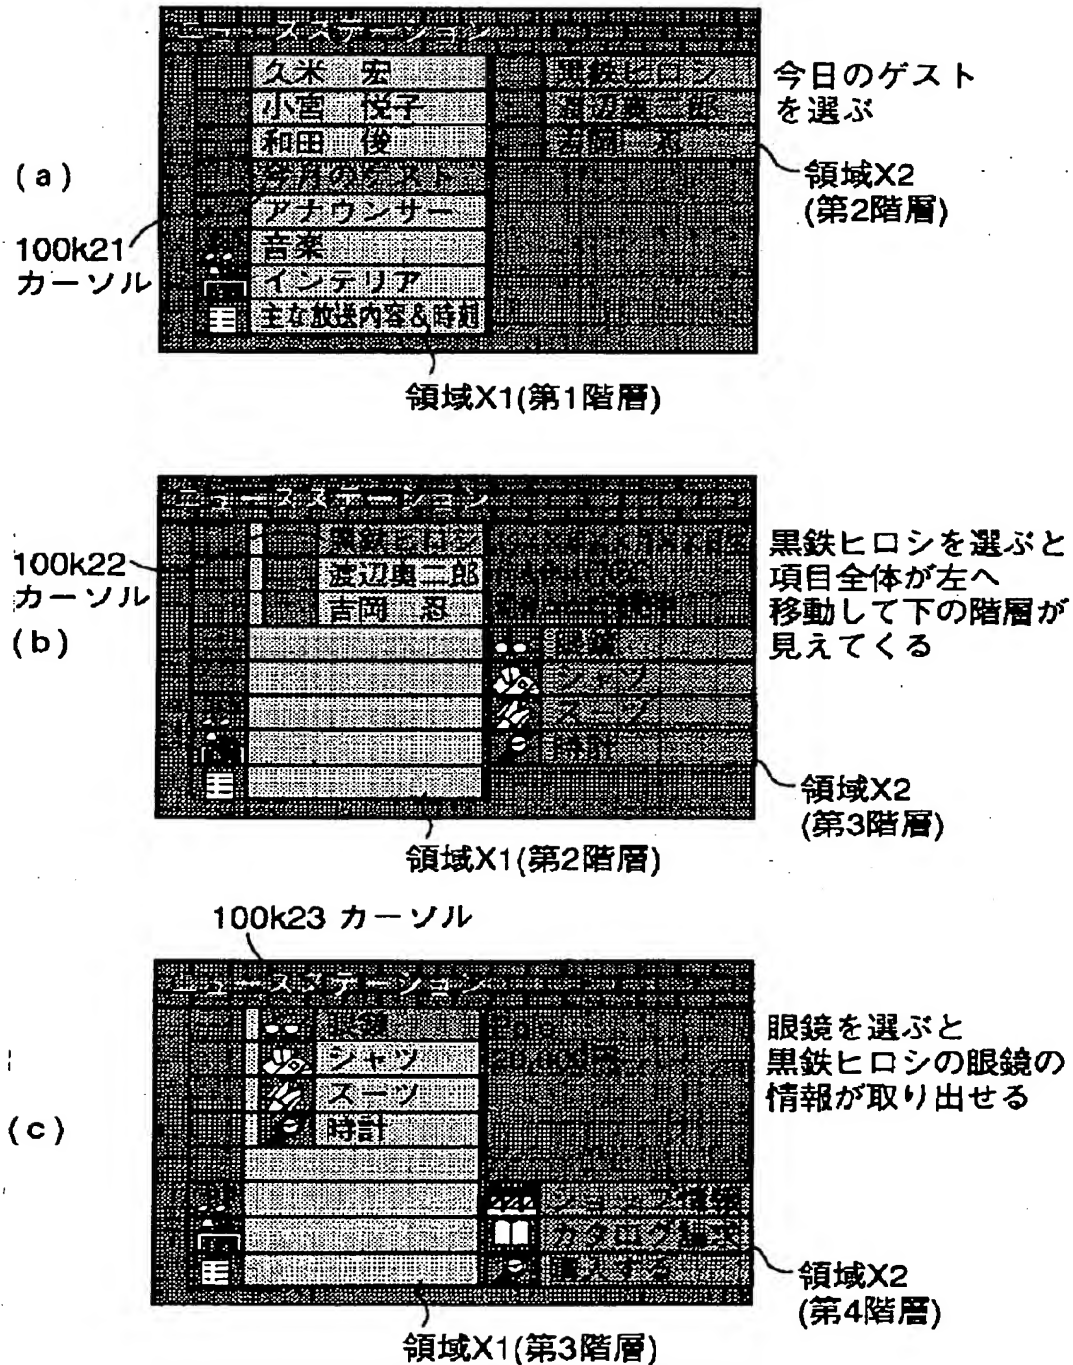 ニュースステーション
久米 宏
黒鉄ヒロシ
小宮 悦子
渡辺真二郎
和田 俊
吉岡 忍
今月のゲスト
アナウンサー
音楽
インテリア
主な放送内容&時刻
今日のゲスト
を選ぶ
(a)
100k21
カーソル
領域X2
(第2階層)
領域X1(第1階層)
ニュースステーション
黒鉄ヒロシ
渡辺真二郎
吉岡 忍
眼鏡
シャツ
スーツ
時計
100k22
カーソル
(b)
黒鉄ヒロシを選ぶと
項目全体が左へ
移動して下の階層が
見えてくる
領域X2
(第3階層)
領域X1(第2階層)
100k23 カーソル
ニュースステーション
眼鏡
シャツ
スーツ
時計
20,000円
ショップ情報
カタログ請求
購入する
(c)
眼鏡を選ぶと
黒鉄ヒロシの眼鏡の
情報が取り出せる
領域X2
(第4階層)
領域X1(第3階層)